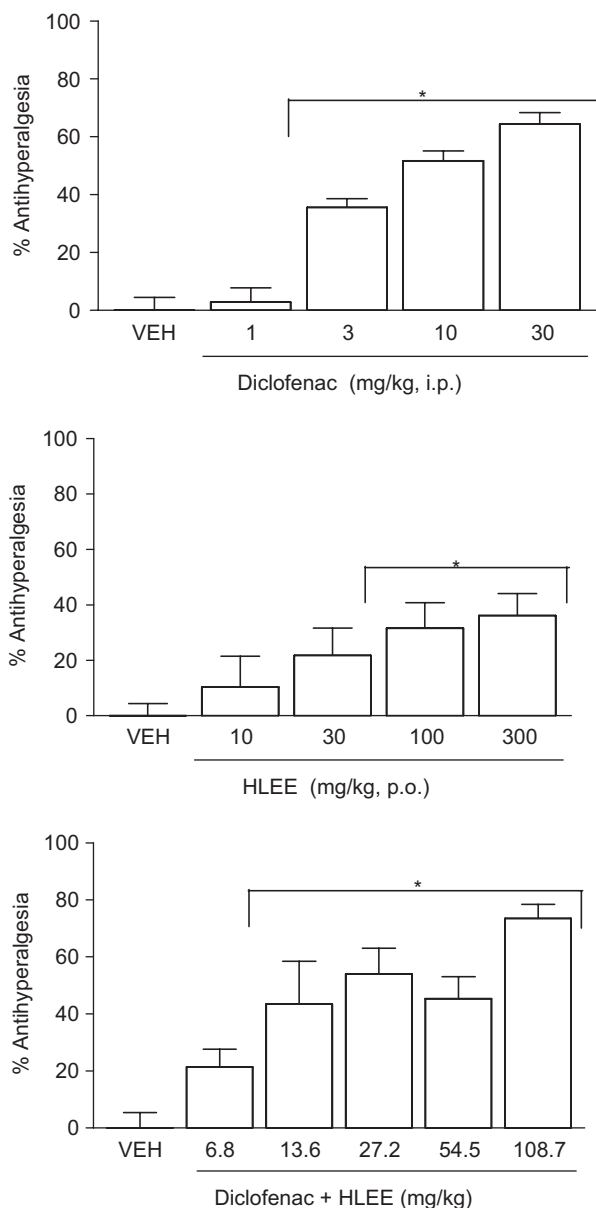 100
80
60
40
20
0
% Antihyperalgesia
*
VEH 1 3 10 30
Diclofenac (mg/kg, i.p.)
100
80
60
40
20
0
% Antihyperalgesia
*
VEH 10 30 100 300
HLEE (mg/kg, p.o.)
100
80
60
40
20
0
% Antihyperalgesia
*
VEH 6.8 13.6 27.2 54.5 108.7
Diclofenac + HLEE (mg/kg)